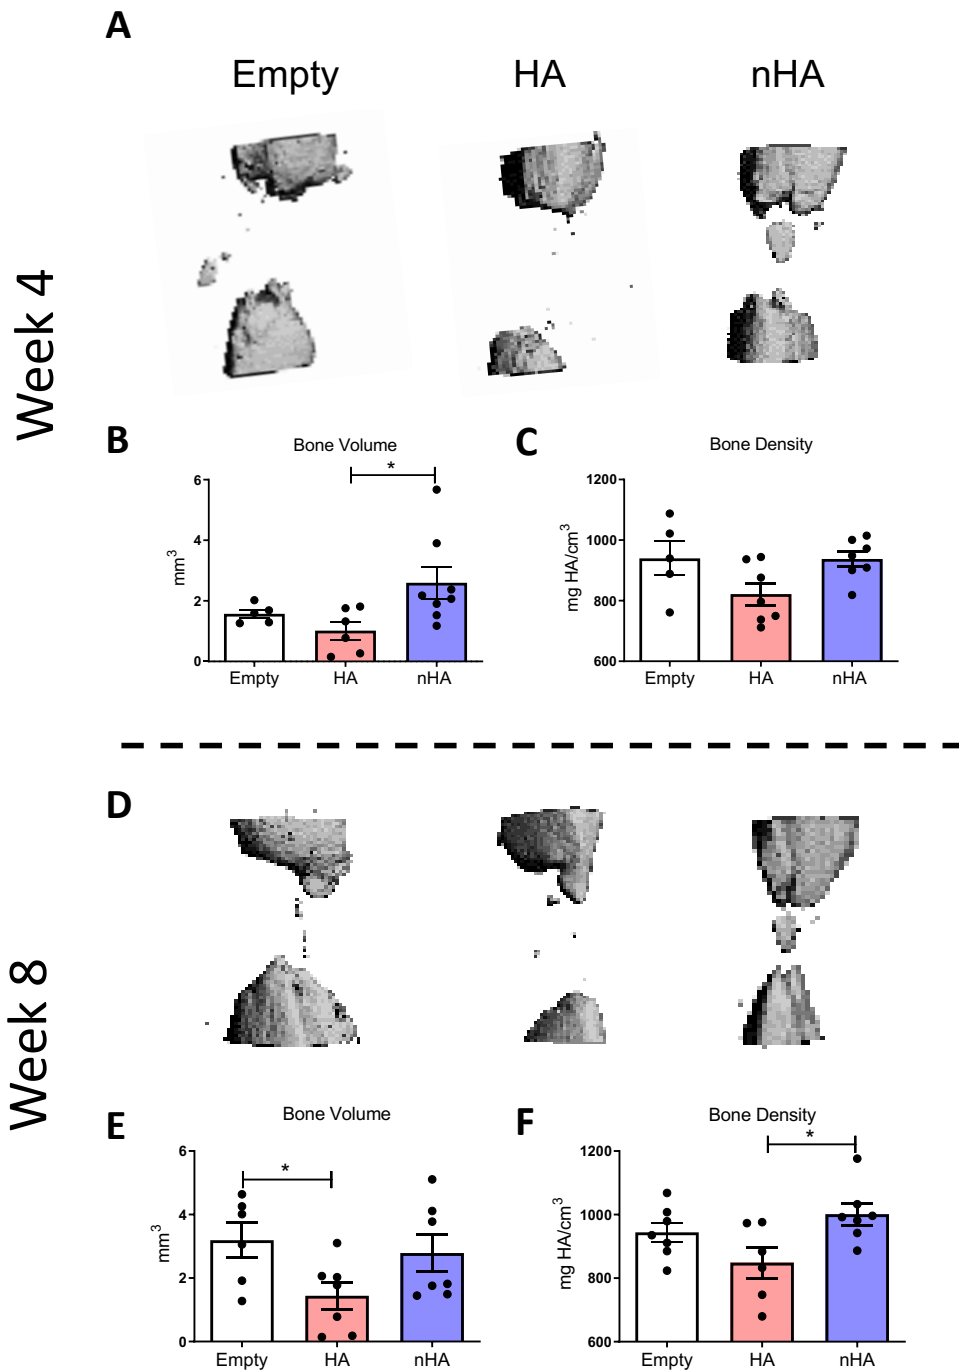 A
Empty HA nHA
Week 4
B
Bone Volume
*
6
4
2
0
mm³
Empty HA nHA
C
Bone Density
1200
1000
800
600
mg HA/cm³
Empty HA nHA
D
Week 8
E
Bone Volume
*
6
4
2
0
mm³
Empty HA nHA
F
Bone Density
*
1200
1000
800
600
mg HA/cm³
Empty HA nHA